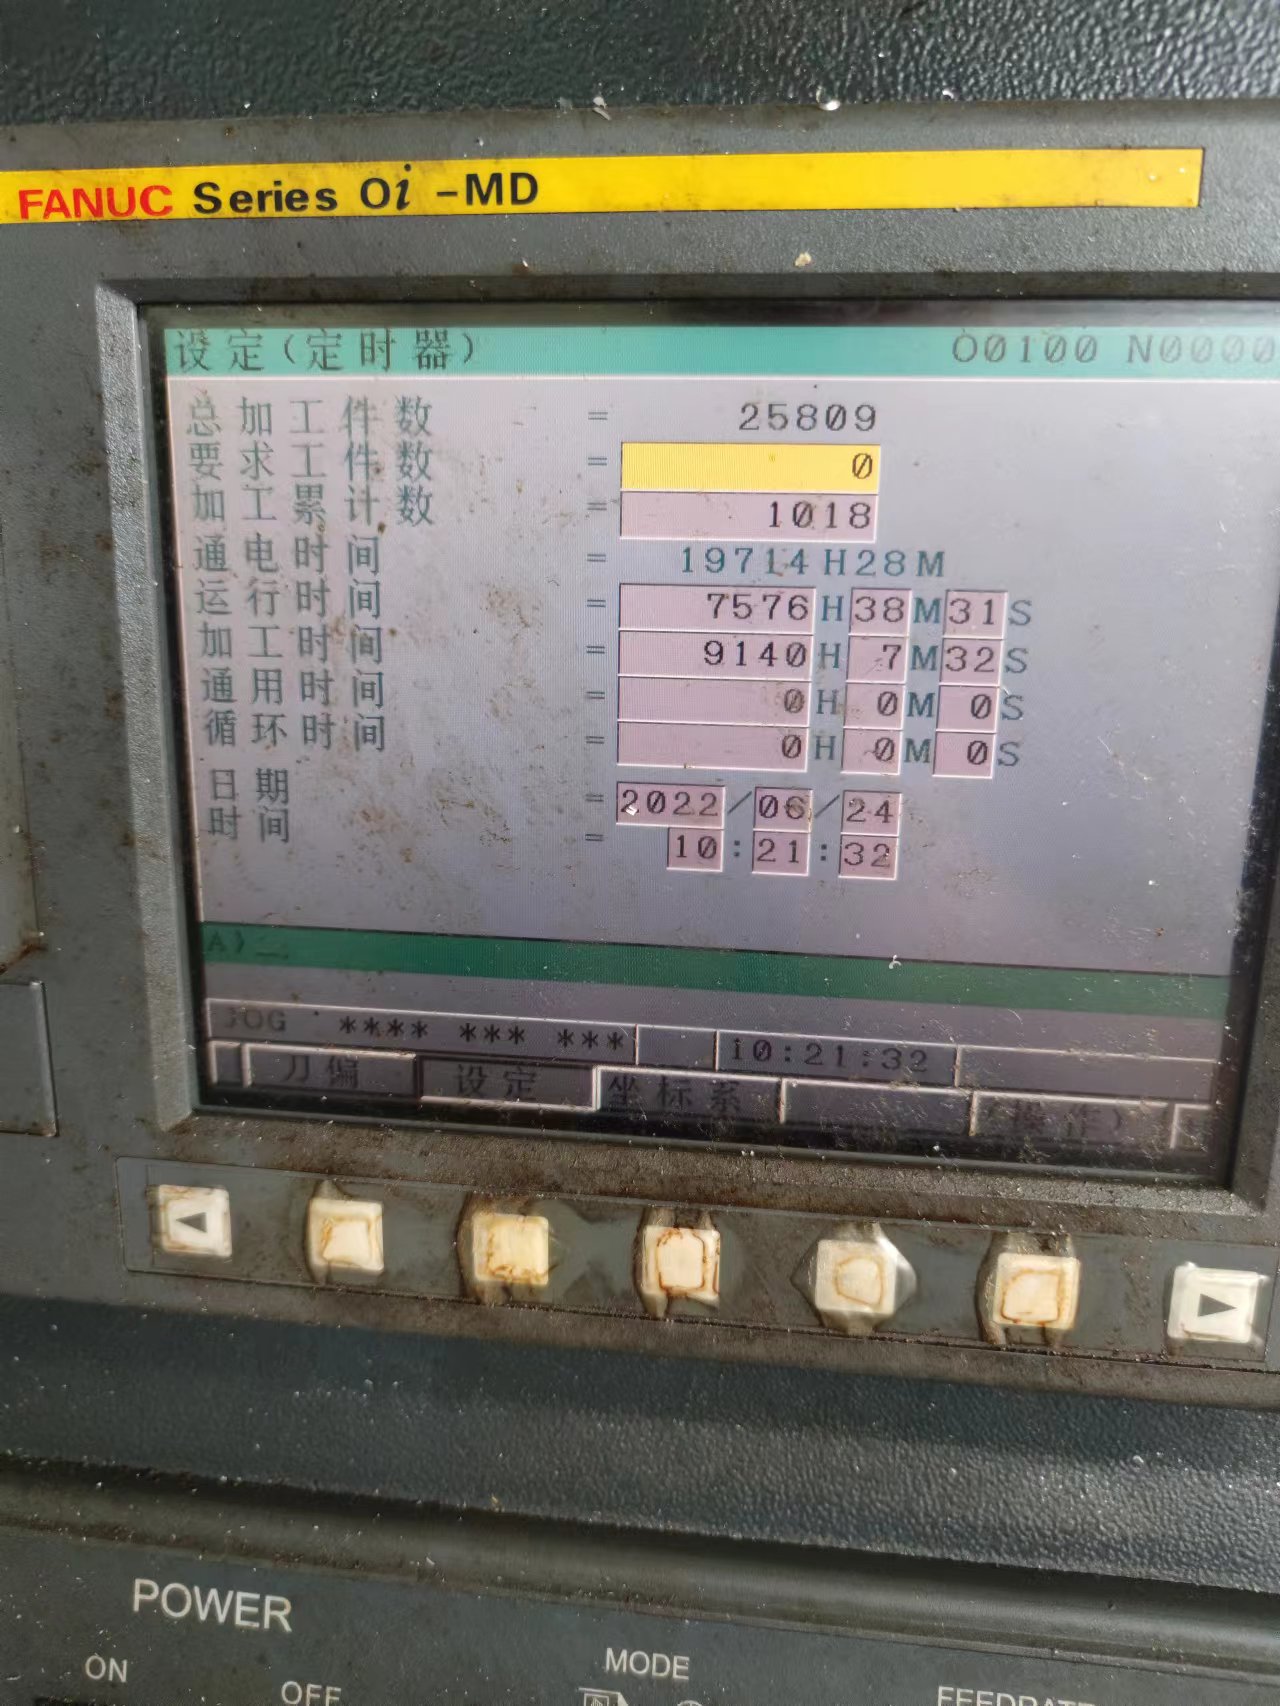 FANUC Series 0i -MD
设定(定时器) O0100 N0000
总加工件数 = 25809
要求工件数 = 0
加工累计数 = 1018
通电时间 = 19714H28M
运行时间 = 7576H38M31S
加工时间 = 9140H 7M32S
通用时间 = 0H 0M 0S
循环时间 = 0H 0M 0S
日期 = 2022/06/24
时间 = 10:21:32
A)_
JOG **** *** *** 10:21:32
刀偏 设定 坐标系 (操作)
POWER
ON
OFF
MODE
FEEDRATE